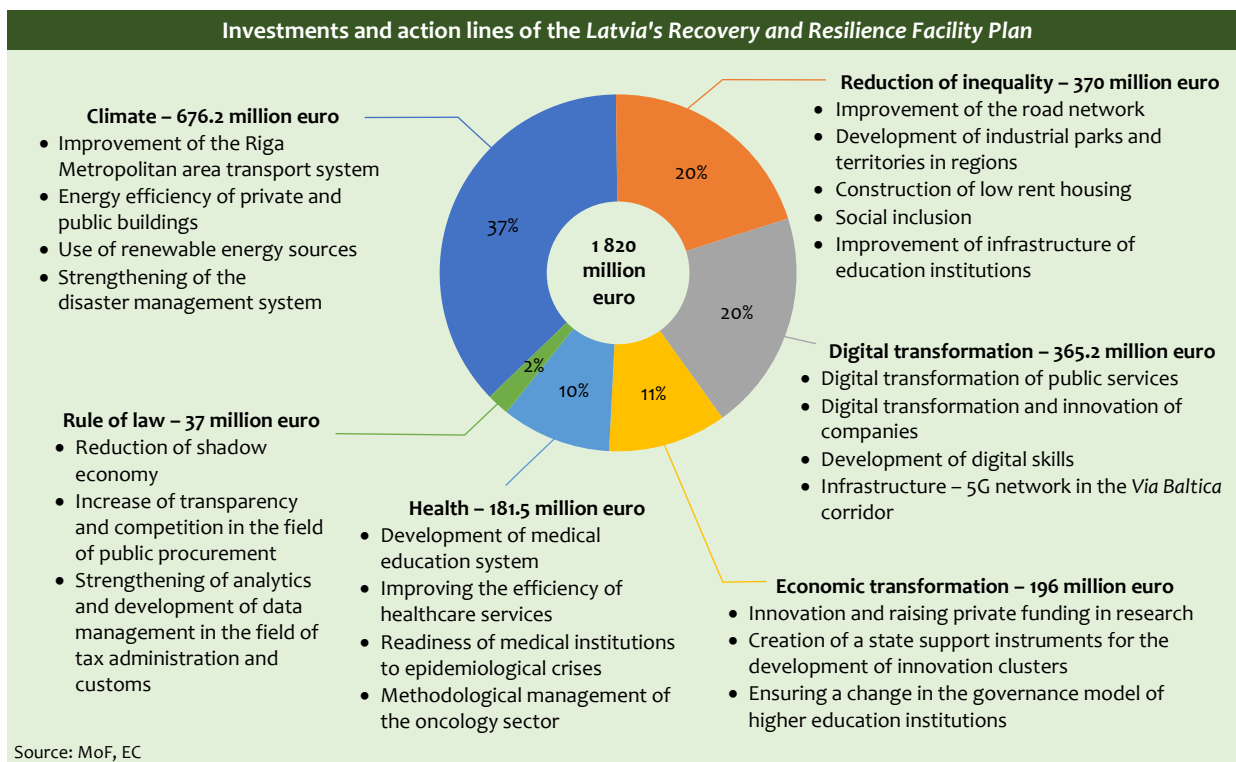 Investments and action lines of the Latvia's Recovery and Resilience Facility Plan
Climate – 676.2 million euro
• Improvement of the Riga
Metropolitan area transport system
• Energy efficiency of private and
public buildings
• Use of renewable energy sources
• Strengthening of the
disaster management system
Reduction of inequality – 370 million euro
• Improvement of the road network
• Development of industrial parks and
territories in regions
• Construction of low rent housing
• Social inclusion
• Improvement of infrastructure of
education institutions
37%
20%
20%
11%
10%
2%
1 820
million
euro
Digital transformation – 365.2 million euro
• Digital transformation of public services
• Digital transformation and innovation of
companies
• Development of digital skills
• Infrastructure – 5G network in the Via Baltica
corridor
Rule of law – 37 million euro
• Reduction of shadow
economy
• Increase of transparency
and competition in the field
of public procurement
• Strengthening of analytics
and development of data
management in the field of
tax administration and
customs
Health – 181.5 million euro
• Development of medical
education system
• Improving the efficiency of
healthcare services
• Readiness of medical institutions
to epidemiological crises
• Methodological management of
the oncology sector
Economic transformation – 196 million euro
• Innovation and raising private funding in research
• Creation of a state support instruments for the
development of innovation clusters
• Ensuring a change in the governance model of
higher education institutions
Source: MoF, EC